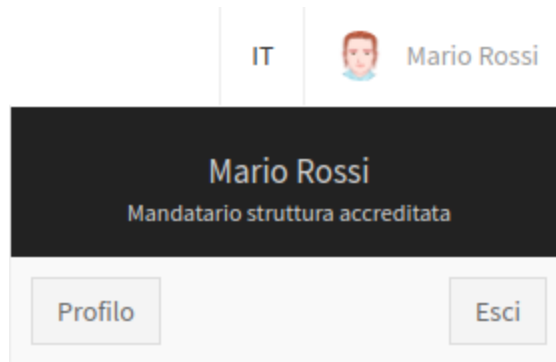 IT
Mario Rossi
Mario Rossi
Mandatario struttura accreditata
Profilo
Esci